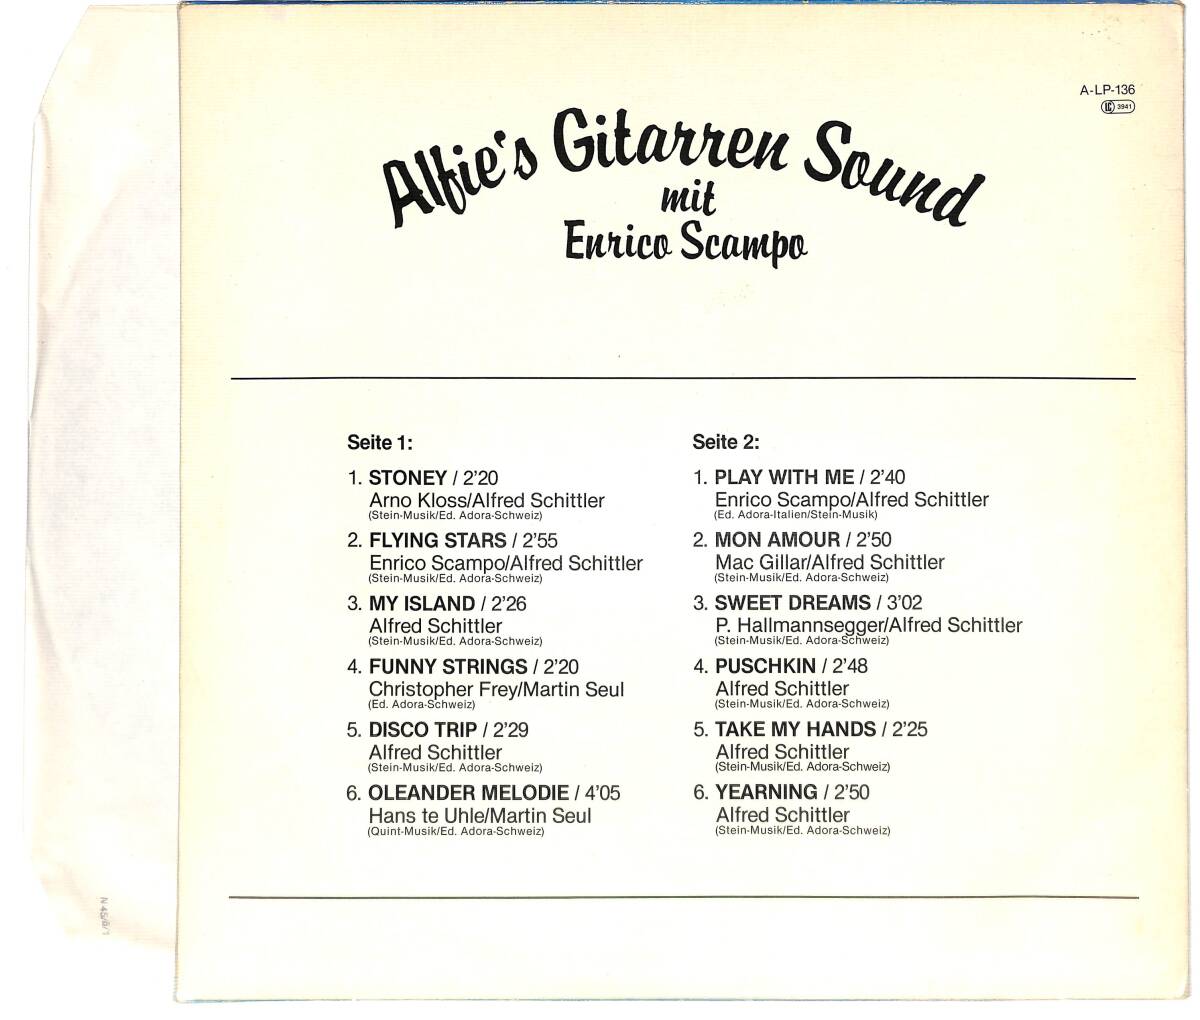 A-LP-136
LC 3941
Alfie's Gitarren Sound
mit
Enrico Scampo
Seite 1:
1. STONEY / 2'20
Arno Kloss/Alfred Schittler
(Stein-Musik/Ed. Adora-Schweiz)
2. FLYING STARS / 2'55
Enrico Scampo/Alfred Schittler
(Stein-Musik/Ed. Adora-Schweiz)
3. MY ISLAND / 2'26
Alfred Schittler
(Stein-Musik/Ed. Adora-Schweiz)
4. FUNNY STRINGS / 2'20
Christopher Frey/Martin Seul
(Ed. Adora-Schweiz)
5. DISCO TRIP / 2'29
Alfred Schittler
(Stein-Musik/Ed. Adora-Schweiz)
6. OLEANDER MELODIE / 4'05
Hans te Uhle/Martin Seul
(Quint-Musik/Ed. Adora-Schweiz)
Seite 2:
1. PLAY WITH ME / 2'40
Enrico Scampo/Alfred Schittler
(Ed. Adora-Italien/Stein-Musik)
2. MON AMOUR / 2'50
Mac Gillar/Alfred Schittler
(Stein-Musik/Ed. Adora-Schweiz)
3. SWEET DREAMS / 3'02
P. Hallmannsegger/Alfred Schittler
(Stein-Musik/Ed. Adora-Schweiz)
4. PUSCHKIN / 2'48
Alfred Schittler
(Stein-Musik/Ed. Adora-Schweiz)
5. TAKE MY HANDS / 2'25
Alfred Schittler
(Stein-Musik/Ed. Adora-Schweiz)
6. YEARNING / 2'50
Alfred Schittler
(Stein-Musik/Ed. Adora-Schweiz)